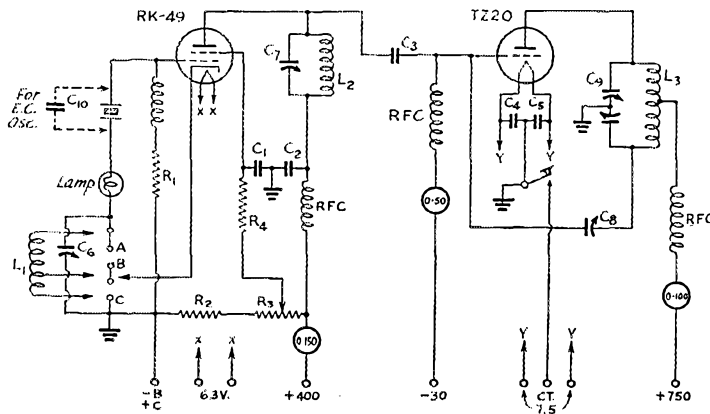 RK-49
TZ20
C7
L2
C3
C9
L3
For
E.C.
Osc.
C10
X X
RFC
C4 C5
Y Y
Lamp
R1
C1 C2
R4
RFC
0-50
C8
RFC
L1
C6
A
B
C
R2
R3
0-150
0-100
X X
Y Y
-B
+C
6.3V.
+400
-30
CT.
7.5
+750